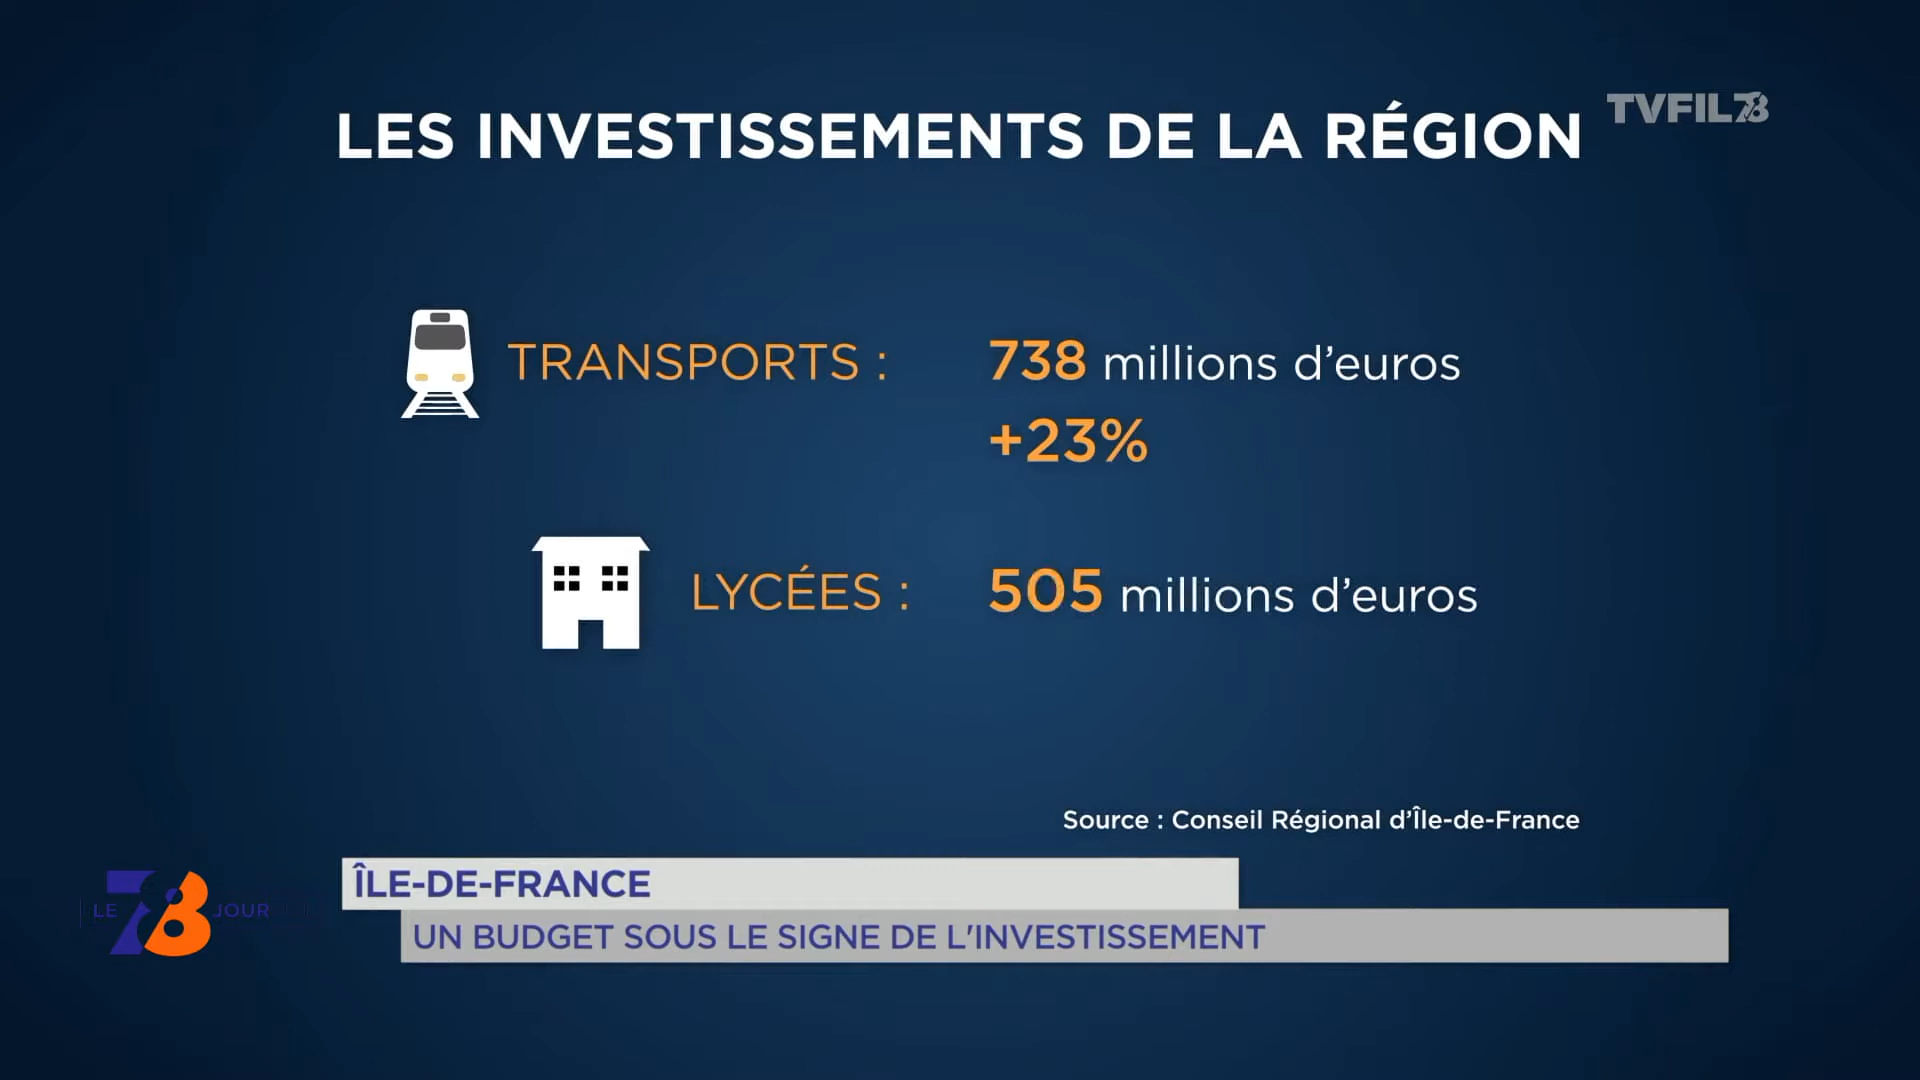 LES INVESTISSEMENTS DE LA RÉGION
TVFIL78
TRANSPORTS : 738 millions d’euros
+23%
LYCÉES : 505 millions d’euros
Source : Conseil Régional d’Île-de-France
ÎLE-DE-FRANCE
LE 78 JOUR
UN BUDGET SOUS LE SIGNE DE L'INVESTISSEMENT